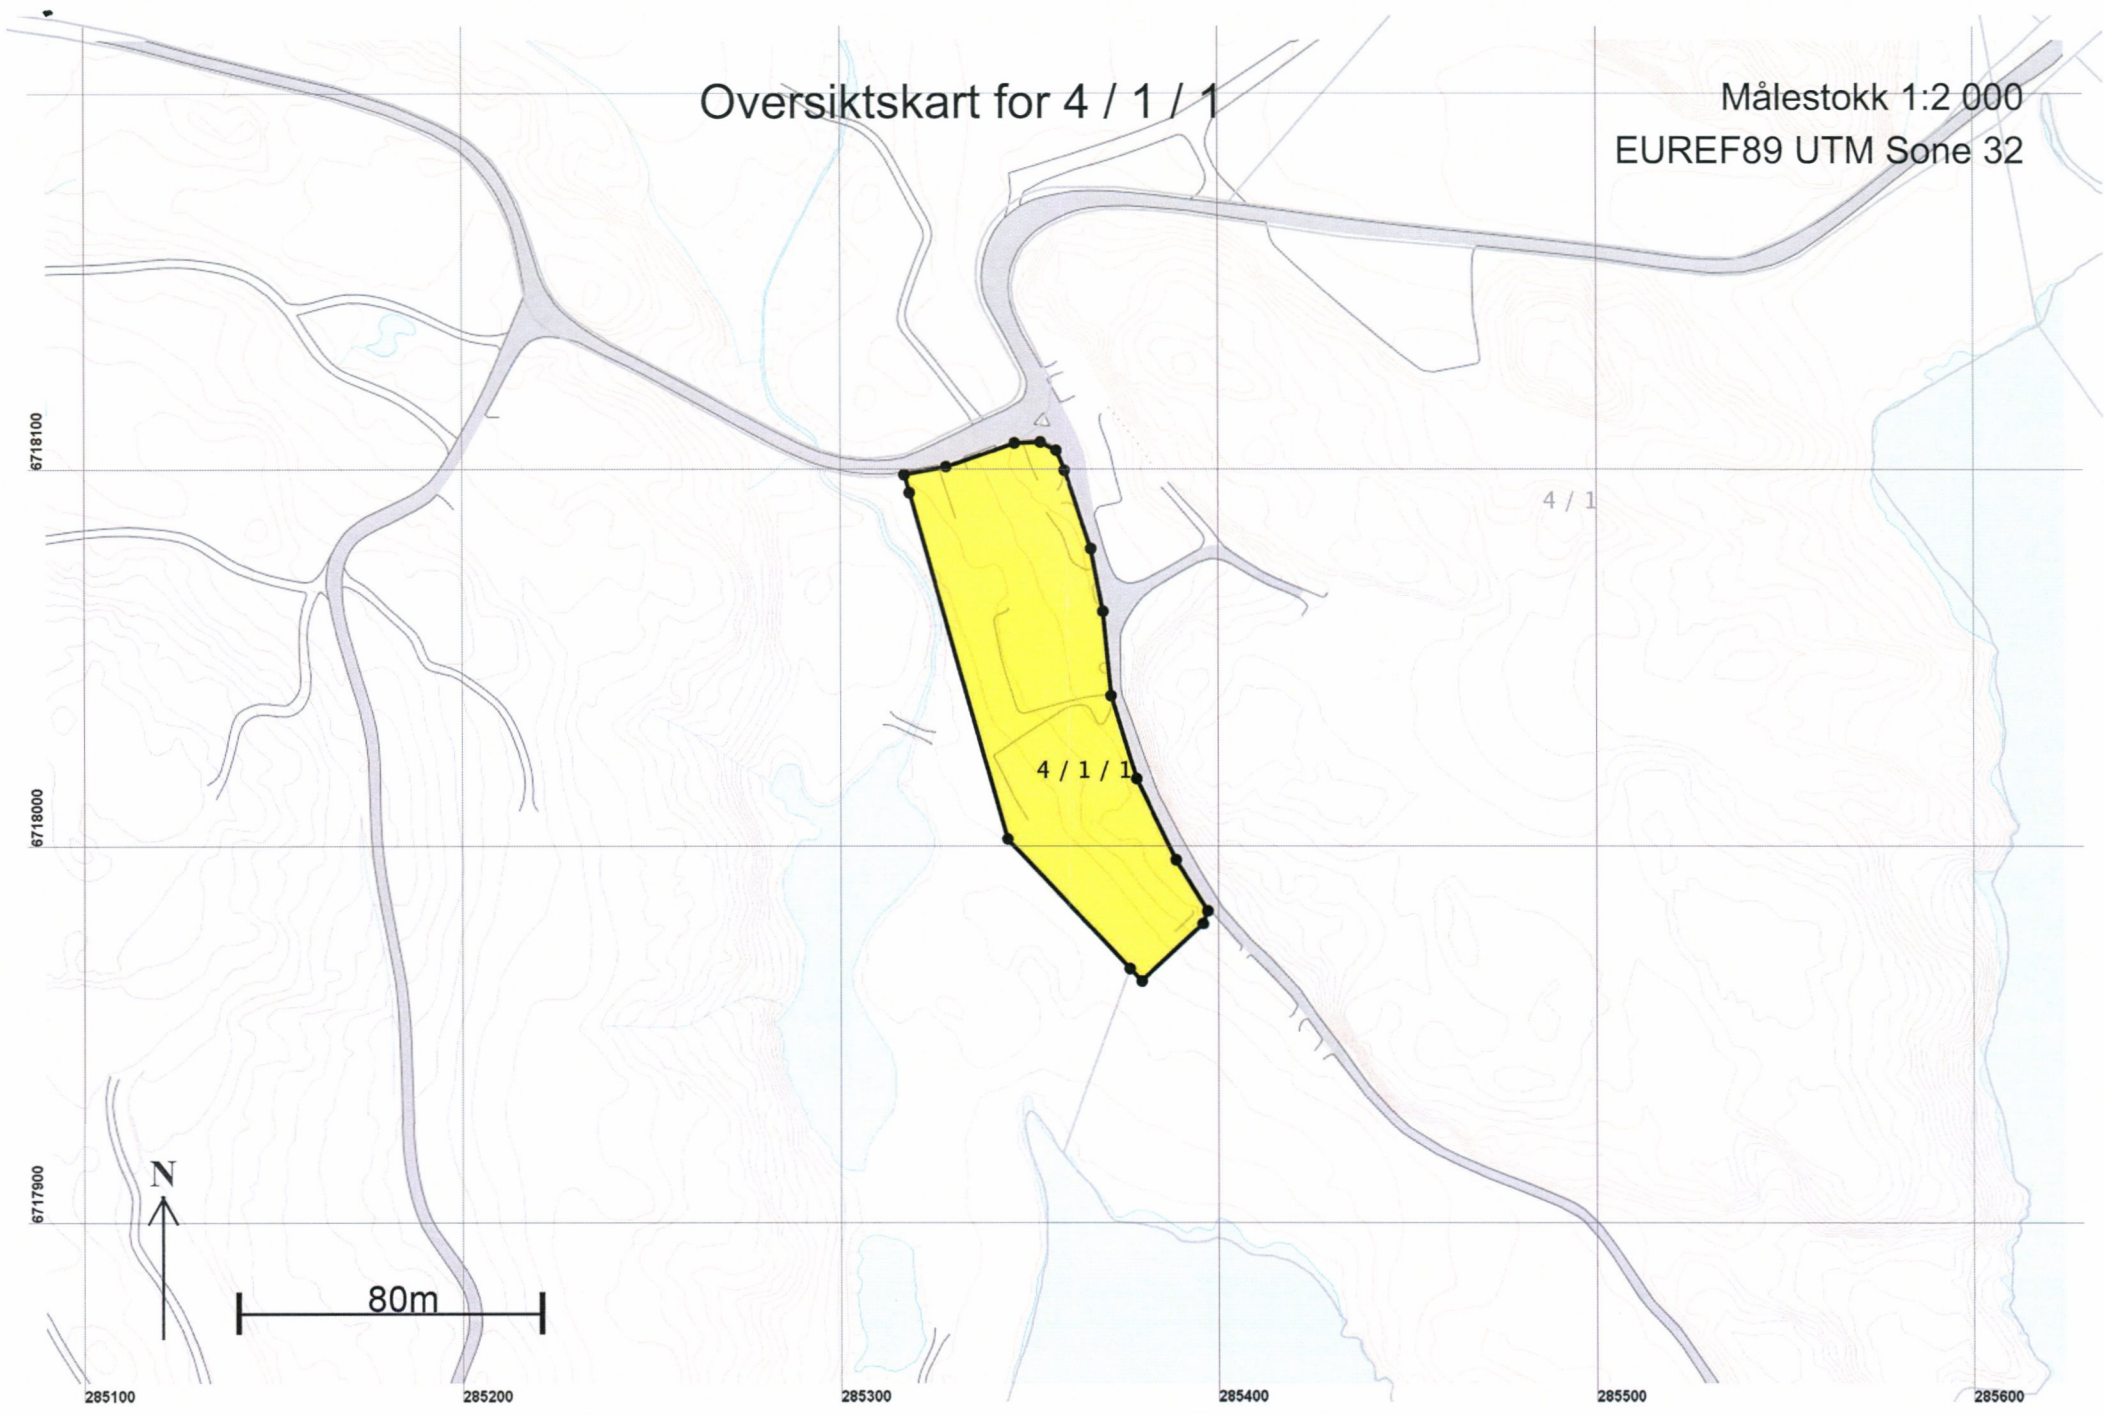 Oversiktskart for 4 / 1 / 1
Målestokk 1:2 000
EUREF89 UTM Sone 32
6718100
4 / 1
4 / 1 / 1
6718000
6717900
N
80m
285100
285200
285300
285400
285500
285600